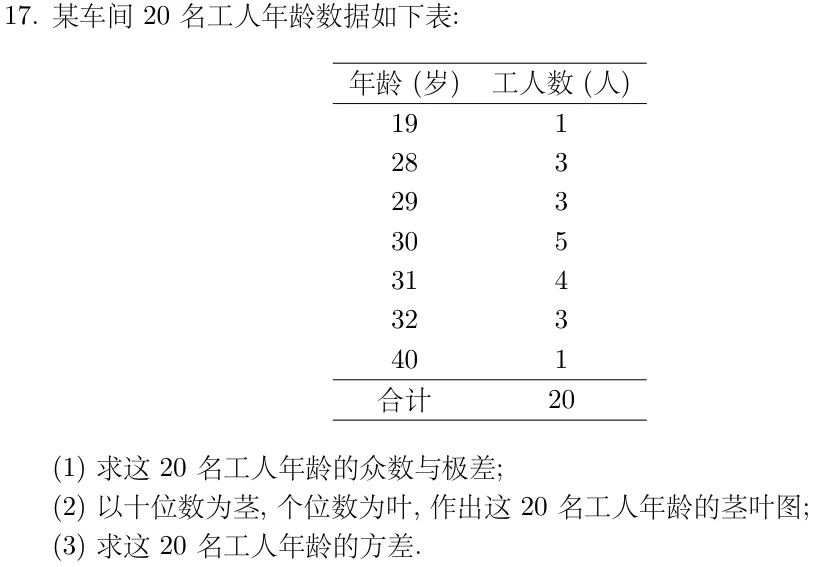 17. 某车间 20 名工人年龄数据如下表:
年龄 (岁) 工人数 (人)
19 1
28 3
29 3
30 5
31 4
32 3
40 1
合计 20
(1) 求这 20 名工人年龄的众数与极差;
(2) 以十位数为茎, 个位数为叶, 作出这 20 名工人年龄的茎叶图;
(3) 求这 20 名工人年龄的方差.